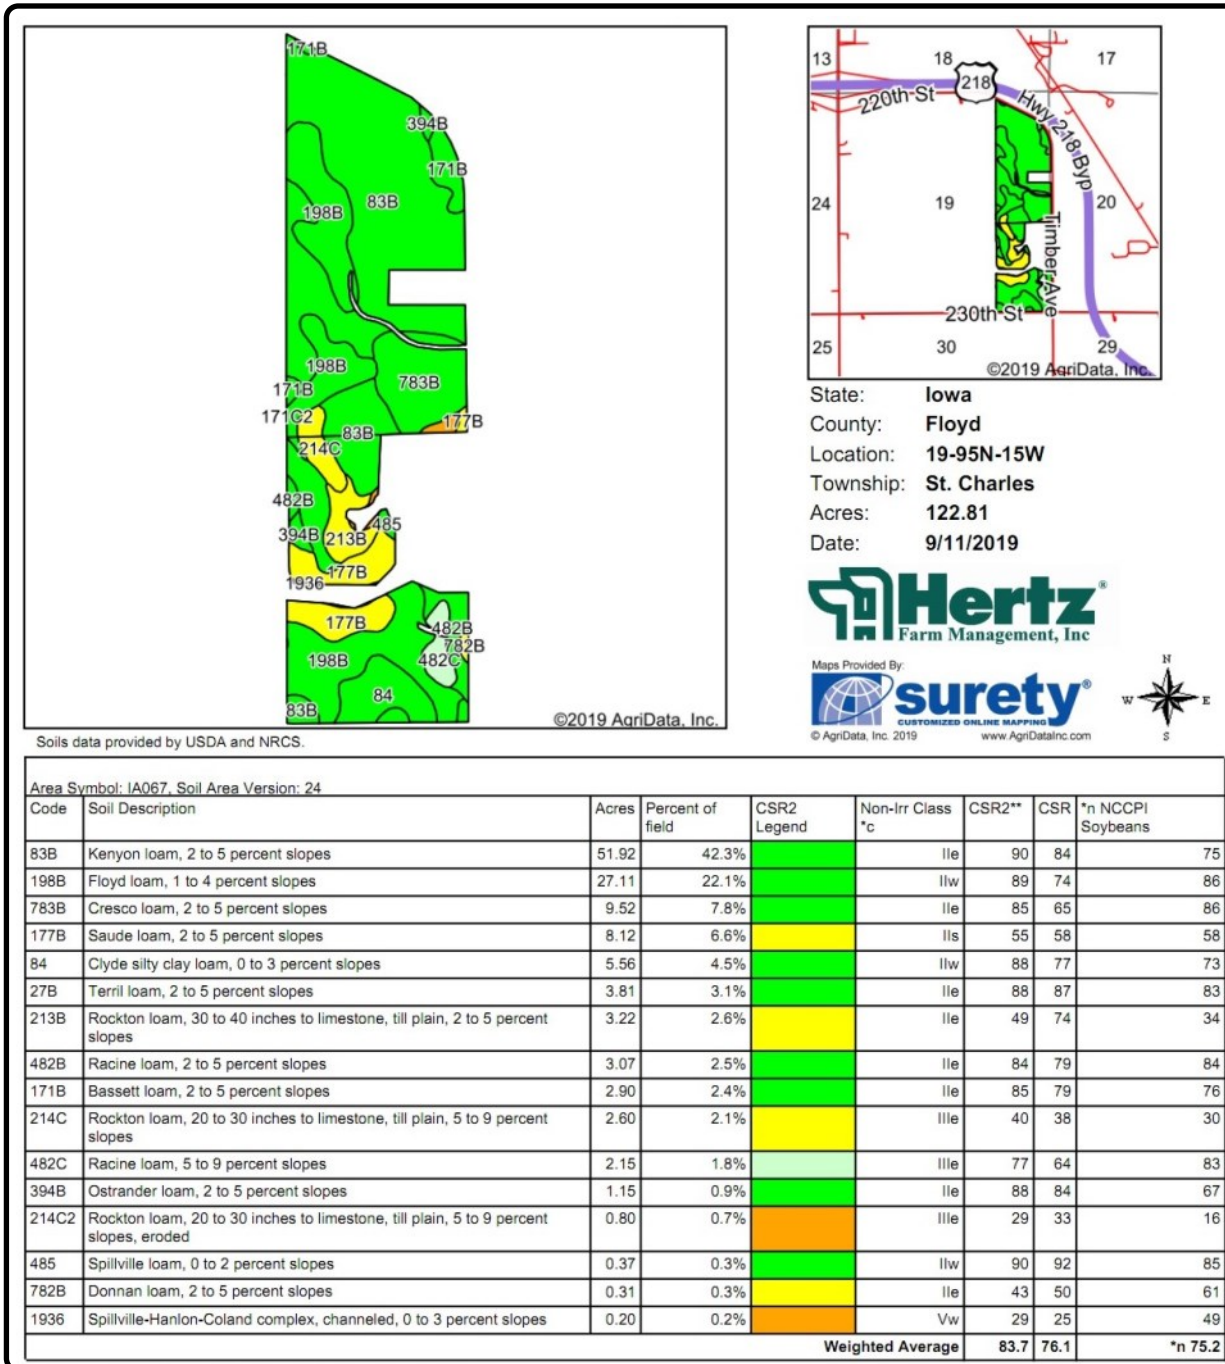 171B
394B
171B
198B
83B
198B
783B
171B
171C2
177B
83B
214C
482B
485
394B
213B
177B
1936
177B
482B
782B
198B
482C
84
83B
©2019 AgriData, Inc.
Soils data provided by USDA and NRCS.
13
18
17
218
220th St
Hwy 218 Byp
24
19
20
Timber Ave
230th St
25
30
29
©2019 AgriData, Inc.
State: Iowa
County: Floyd
Location: 19-95N-15W
Township: St. Charles
Acres: 122.81
Date: 9/11/2019
Hertz®
Farm Management, Inc
Maps Provided By:
surety®
CUSTOMIZED ONLINE MAPPING
© AgriData, Inc. 2019 www.AgriDataInc.com
N
W E
S
Area Symbol: IA067, Soil Area Version: 24
Code Soil Description Acres Percent of field CSR2 Legend Non-Irr Class *c CSR2** CSR *n NCCPI Soybeans
83B Kenyon loam, 2 to 5 percent slopes 51.92 42.3% IIe 90 84 75
198B Floyd loam, 1 to 4 percent slopes 27.11 22.1% IIw 89 74 86
783B Cresco loam, 2 to 5 percent slopes 9.52 7.8% IIe 85 65 86
177B Saude loam, 2 to 5 percent slopes 8.12 6.6% IIs 55 58 58
84 Clyde silty clay loam, 0 to 3 percent slopes 5.56 4.5% IIw 88 77 73
27B Terril loam, 2 to 5 percent slopes 3.81 3.1% IIe 88 87 83
213B Rockton loam, 30 to 40 inches to limestone, till plain, 2 to 5 percent slopes 3.22 2.6% IIe 49 74 34
482B Racine loam, 2 to 5 percent slopes 3.07 2.5% IIe 84 79 84
171B Bassett loam, 2 to 5 percent slopes 2.90 2.4% IIe 85 79 76
214C Rockton loam, 20 to 30 inches to limestone, till plain, 5 to 9 percent slopes 2.60 2.1% IIIe 40 38 30
482C Racine loam, 5 to 9 percent slopes 2.15 1.8% IIIe 77 64 83
394B Ostrander loam, 2 to 5 percent slopes 1.15 0.9% IIe 88 84 67
214C2 Rockton loam, 20 to 30 inches to limestone, till plain, 5 to 9 percent slopes, eroded 0.80 0.7% IIIe 29 33 16
485 Spillville loam, 0 to 2 percent slopes 0.37 0.3% IIw 90 92 85
782B Donnan loam, 2 to 5 percent slopes 0.31 0.3% IIe 43 50 61
1936 Spillville-Hanlon-Coland complex, channeled, 0 to 3 percent slopes 0.20 0.2% Vw 29 25 49
Weighted Average 83.7 76.1 *n 75.2